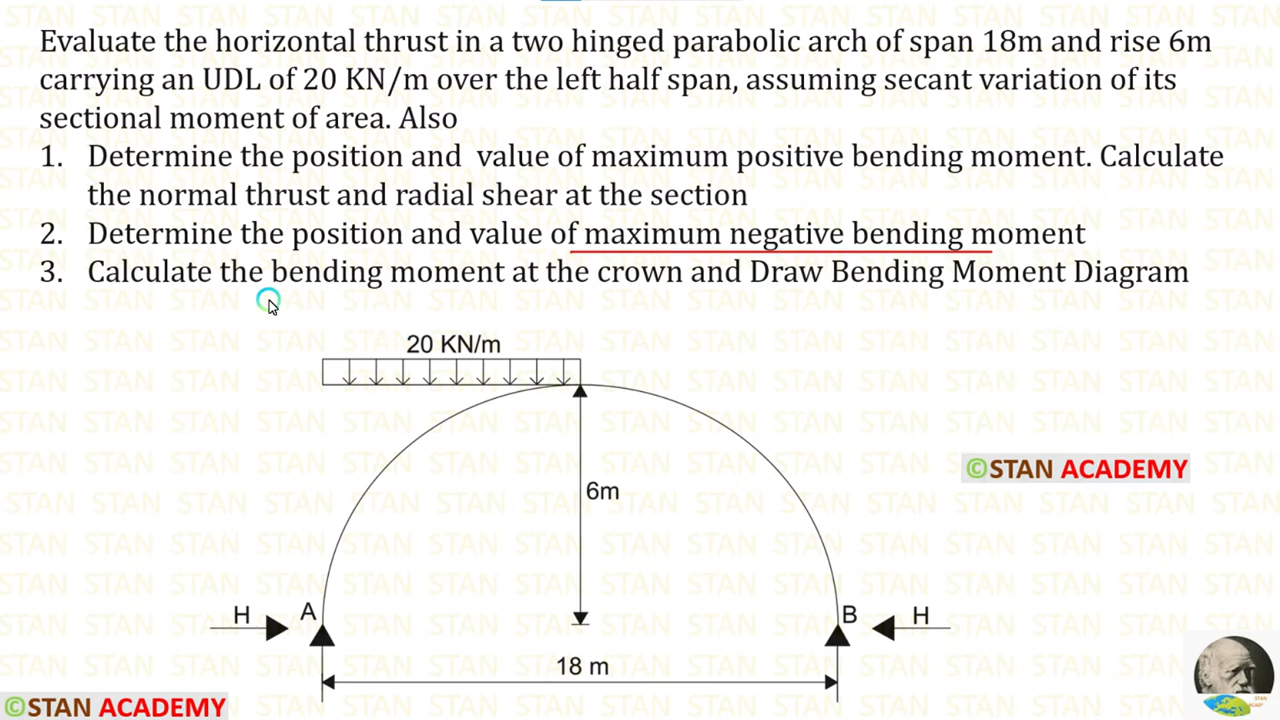 Evaluate the horizontal thrust in a two hinged parabolic arch of span 18m and rise 6m
carrying an UDL of 20 KN/m over the left half span, assuming secant variation of its
sectional moment of area. Also
1. Determine the position and value of maximum positive bending moment. Calculate
the normal thrust and radial shear at the section
2. Determine the position and value of maximum negative bending moment
3. Calculate the bending moment at the crown and Draw Bending Moment Diagram
20 KN/m
©STAN ACADEMY
6m
H A B H
18 m
©STAN ACADEMY